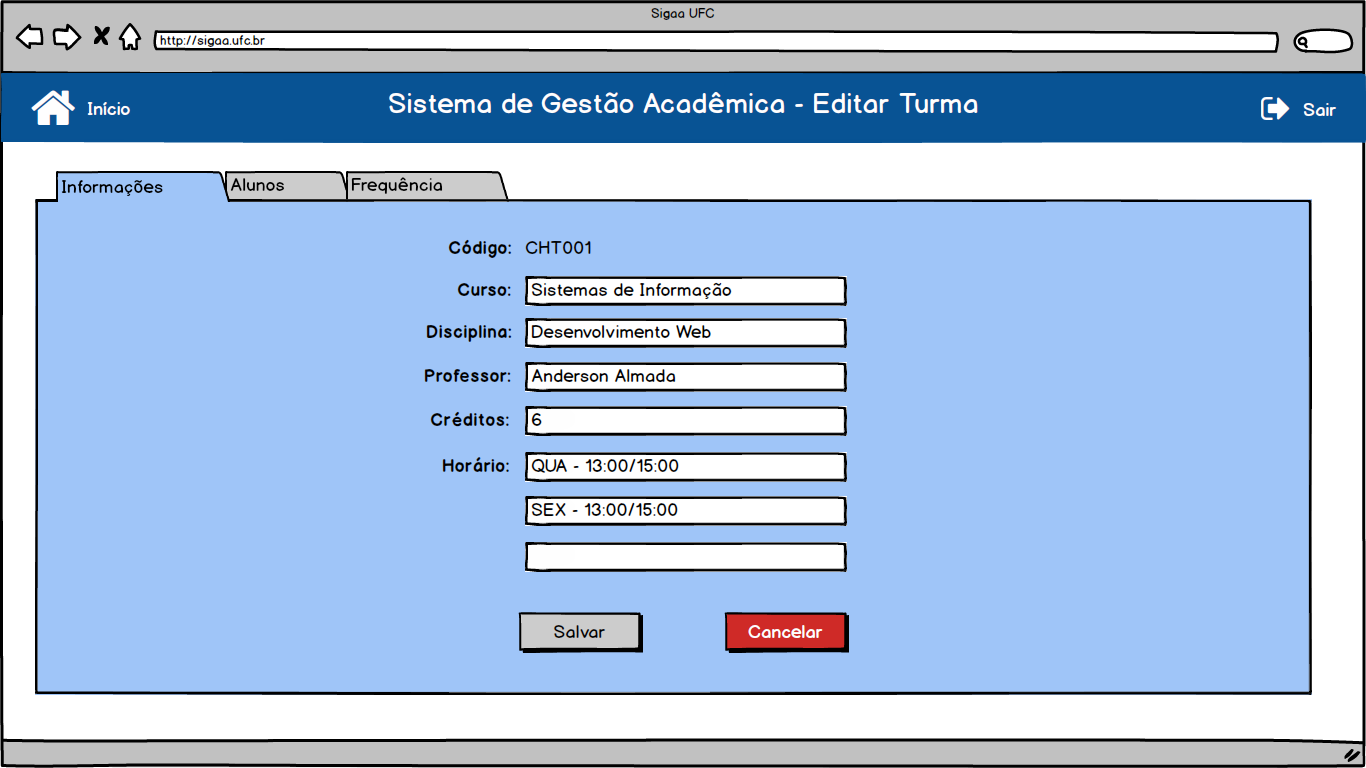 Sigaa UFC
http://sigaa.ufc.br
Início
Sistema de Gestão Acadêmica - Editar Turma
Sair
Informações
Alunos
Frequência
Código: CHT001
Curso: Sistemas de Informação
Disciplina: Desenvolvimento Web
Professor: Anderson Almada
Créditos: 6
Horário: QUA - 13:00/15:00
SEX - 13:00/15:00
Salvar
Cancelar